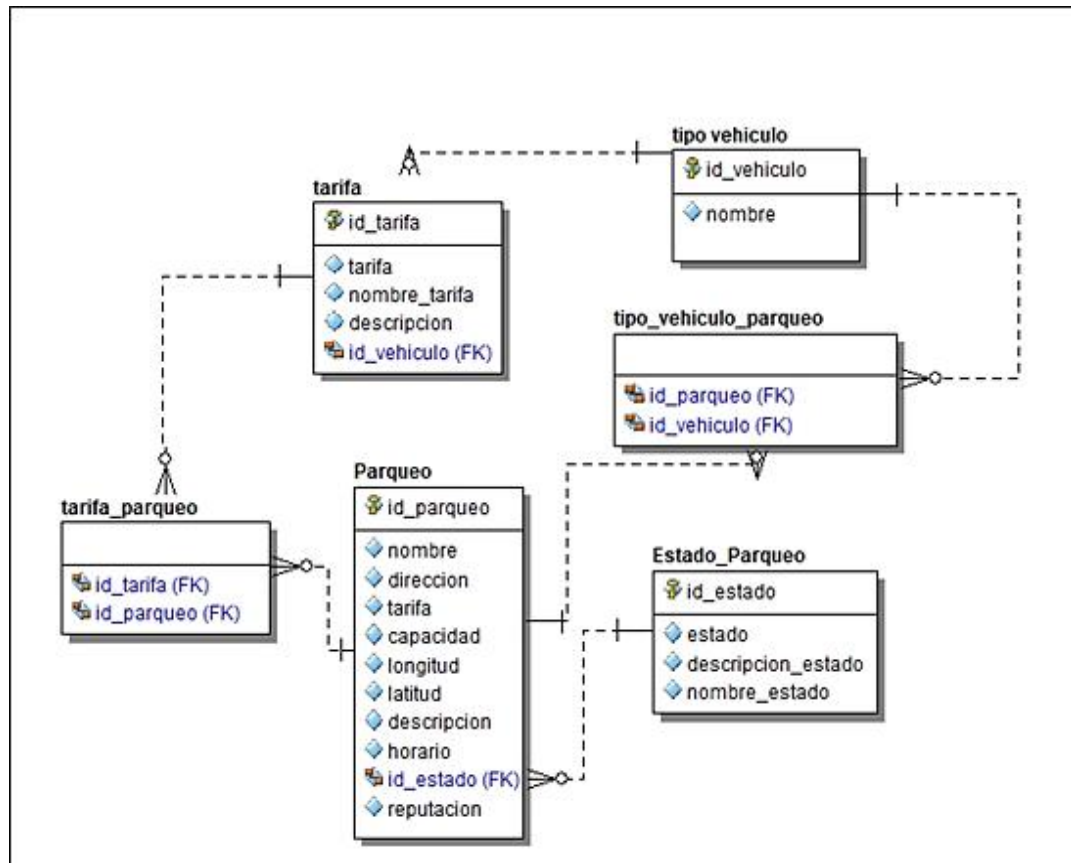 tipo vehiculo
id_vehiculo
nombre
tarifa
id_tarifa
tarifa
nombre_tarifa
descripcion
id_vehiculo (FK)
tipo_vehiculo_parqueo
id_parqueo (FK)
id_vehiculo (FK)
Parqueo
id_parqueo
nombre
direccion
tarifa
capacidad
longitud
latitud
descripcion
horario
id_estado (FK)
reputacion
tarifa_parqueo
id_tarifa (FK)
id_parqueo (FK)
Estado_Parqueo
id_estado
estado
descripcion_estado
nombre_estado